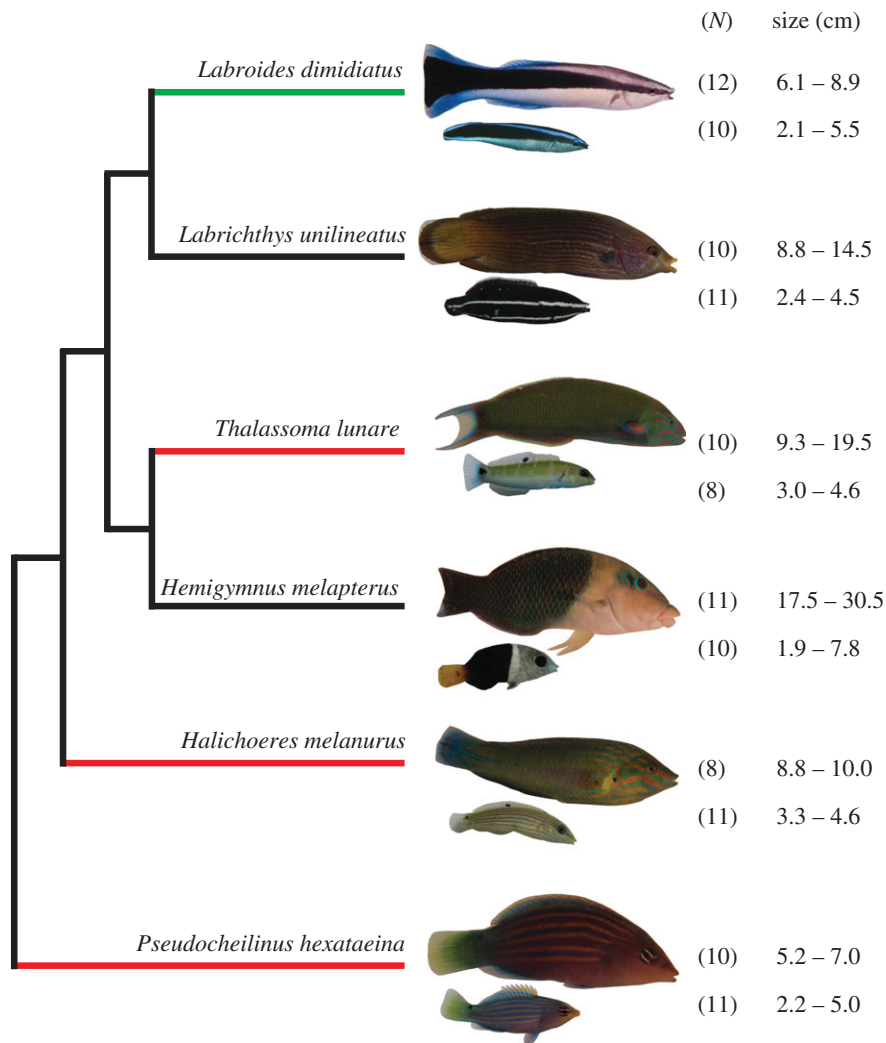 (N) size (cm)
Labroides dimidiatus
(12) 6.1 – 8.9
(10) 2.1 – 5.5
Labrichthys unilineatus
(10) 8.8 – 14.5
(11) 2.4 – 4.5
Thalassoma lunare
(10) 9.3 – 19.5
(8) 3.0 – 4.6
Hemigymnus melapterus
(11) 17.5 – 30.5
(10) 1.9 – 7.8
Halichoeres melanurus
(8) 8.8 – 10.0
(11) 3.3 – 4.6
Pseudocheilinus hexataeina
(10) 5.2 – 7.0
(11) 2.2 – 5.0